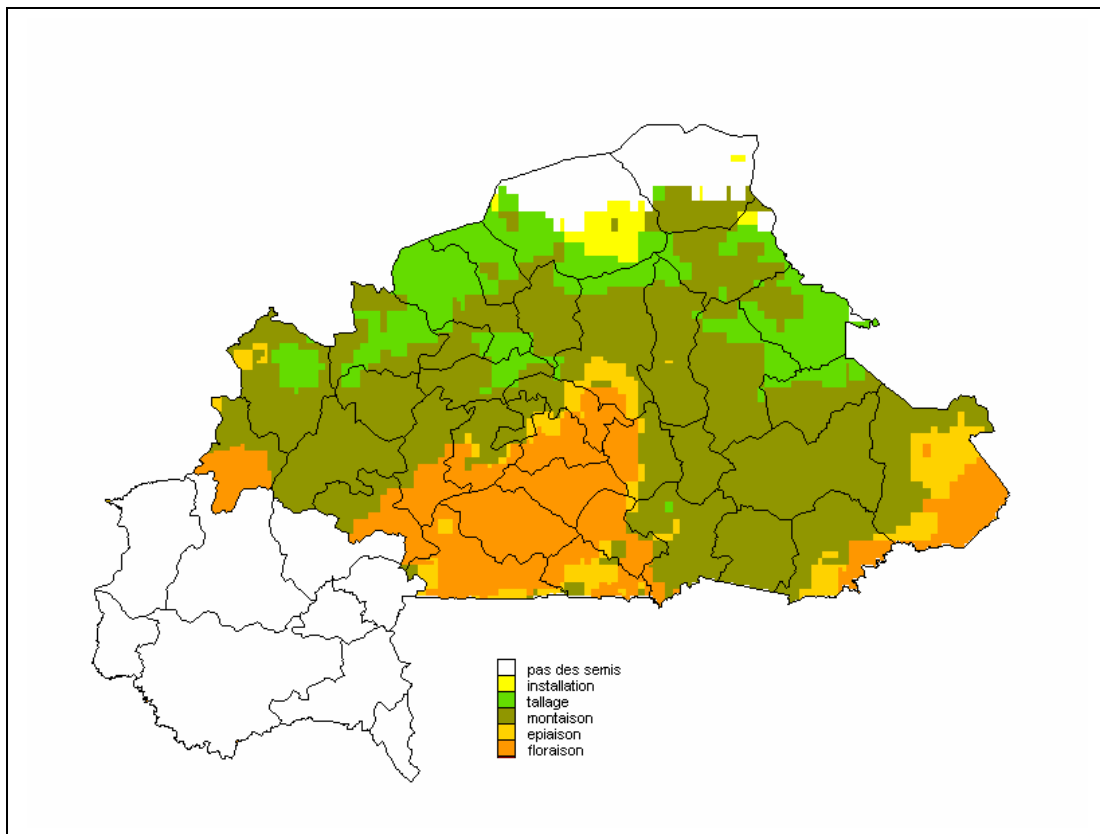 pas des semis
installation
tallage
montaison
epiaison
floraison